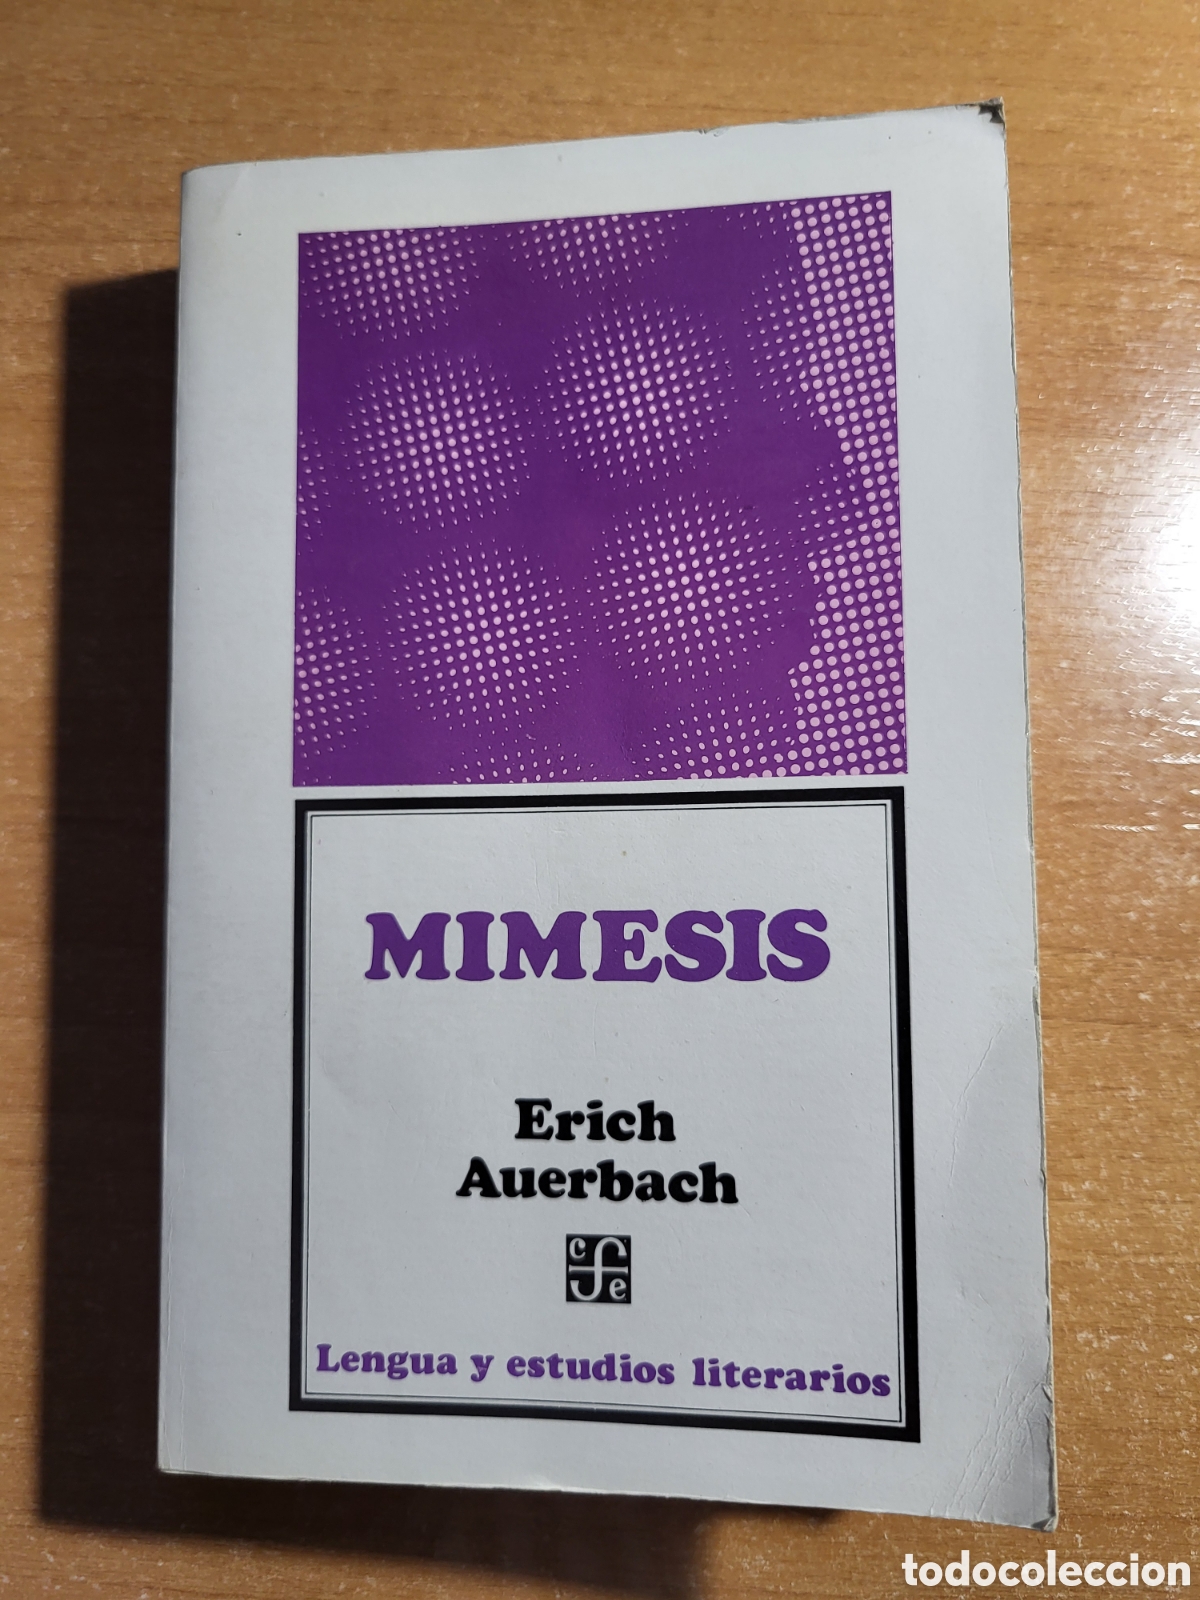 MIMESIS
Erich
Auerbach
cfe
Lengua y estudios literarios
todocoleccion